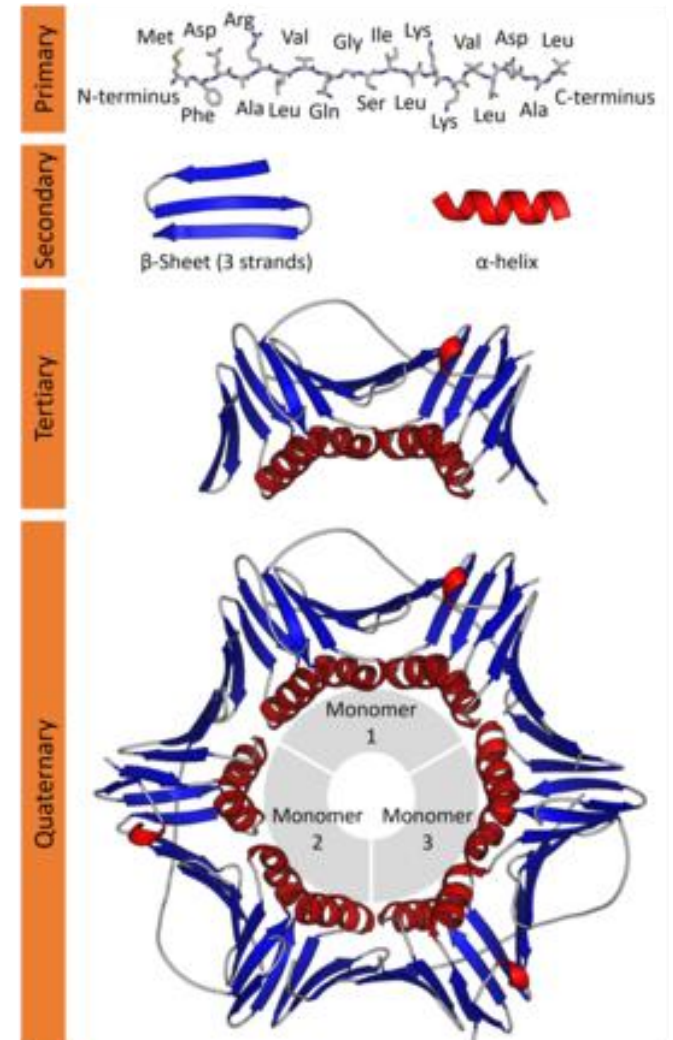 Primary
Met Asp Arg Val Gly Ile Lys Val Asp Leu
N-terminus Phe Ala Leu Gln Ser Leu Lys Leu Ala C-terminus
Secondary
β-Sheet (3 strands) α-helix
Tertiary
Quaternary
Monomer
1
Monomer
2
Monomer
3